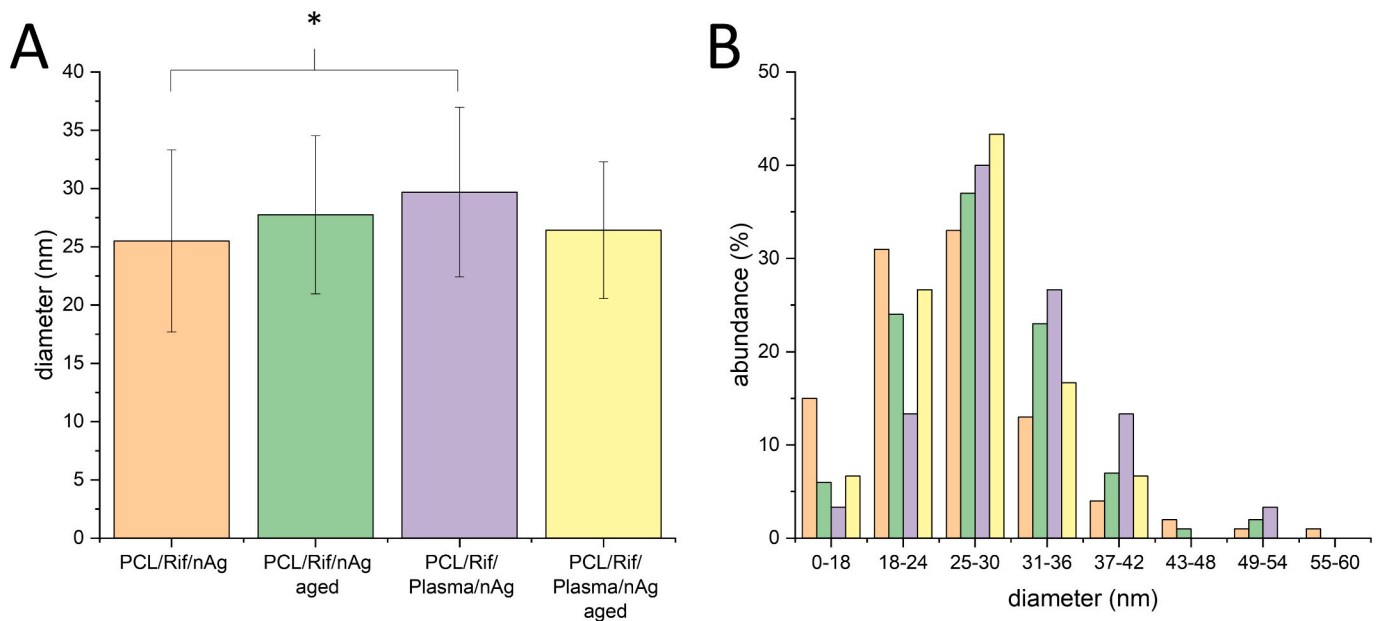 A
*
diameter (nm)
40
35
30
25
20
15
10
5
0
PCL/Rif/nAg
PCL/Rif/nAg
aged
PCL/Rif/
Plasma/nAg
PCL/Rif/
Plasma/nAg
aged
B
abundance (%)
50
40
30
20
10
0
0-18
18-24
25-30
31-36
37-42
43-48
49-54
55-60
diameter (nm)